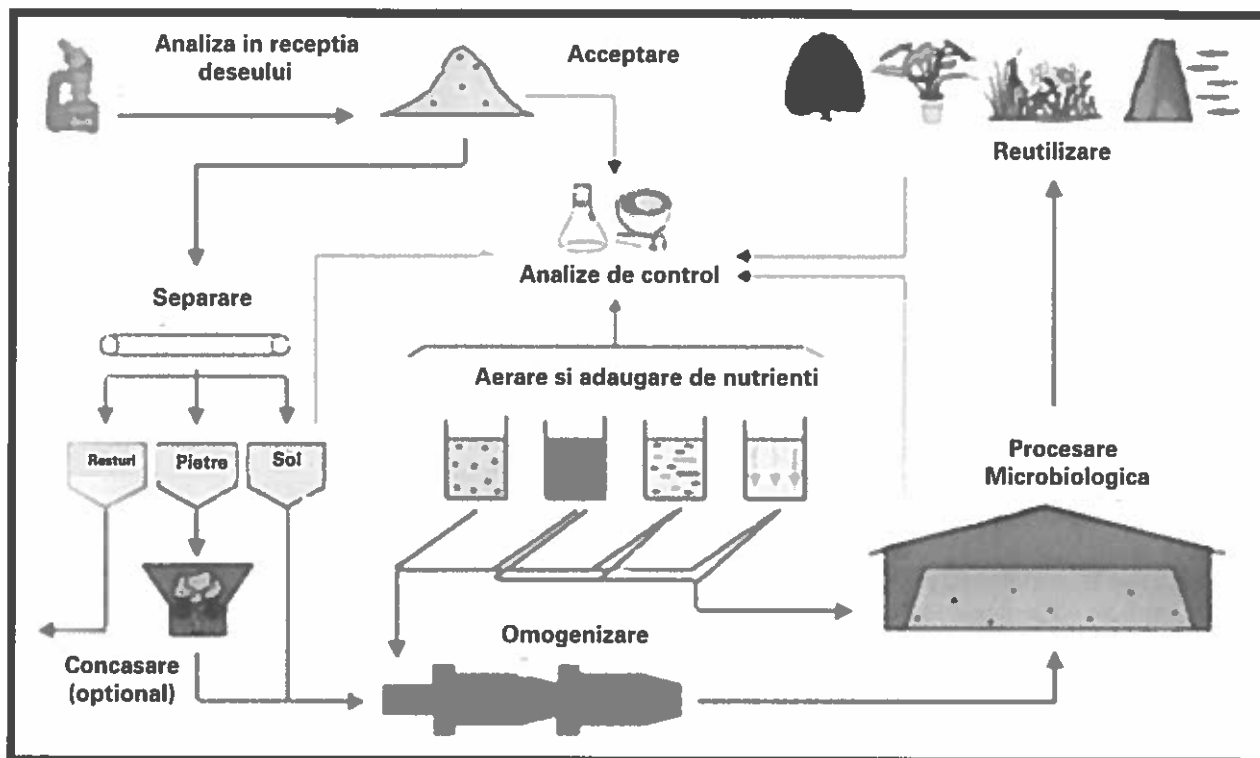 Analiza in receptia
deseului
Acceptare
Reutilizare
Analize de control
Separare
Aerare si adaugare de nutrienti
Resturi
Pietre
Sol
Procesare
Microbiologica
Omogenizare
Concasare
(optional)